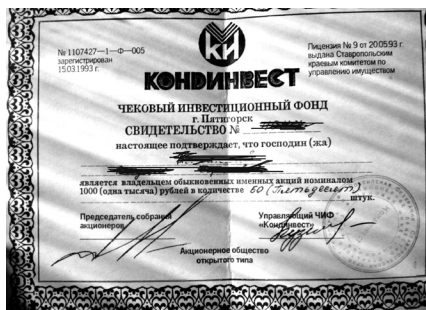 № 1107427—1—Ф—005
зарегистрирован
15.03.1993 г.
КИ
Лицензия № 9 от 20.05.93 г.
выдана Ставропольским
краевым комитетом по
управлению имуществом
КОНДИНВЕСТ
ЧЕКОВЫЙ ИНВЕСТИЦИОННЫЙ ФОНД
г. Пятигорск
СВИДЕТЕЛЬСТВО №
настоящее подтверждает, что господин (жа)
является владельцем обыкновенных именных акций номиналом
1000 (одна тысяча) рублей в количестве 50 (Пятьдесят)
штук.
Председатель собрания
акционеров
Управляющий ЧИФ
«Кондинвест»
Акционерное общество
открытого типа